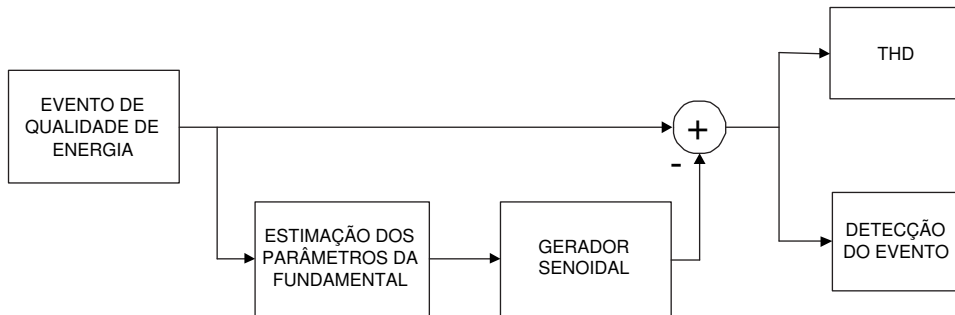 EVENTO DE
QUALIDADE DE
ENERGIA
ESTIMAÇÃO DOS
PARÂMETROS DA
FUNDAMENTAL
GERADOR
SENOIDAL
+
-
THD
DETECÇÃO
DO EVENTO